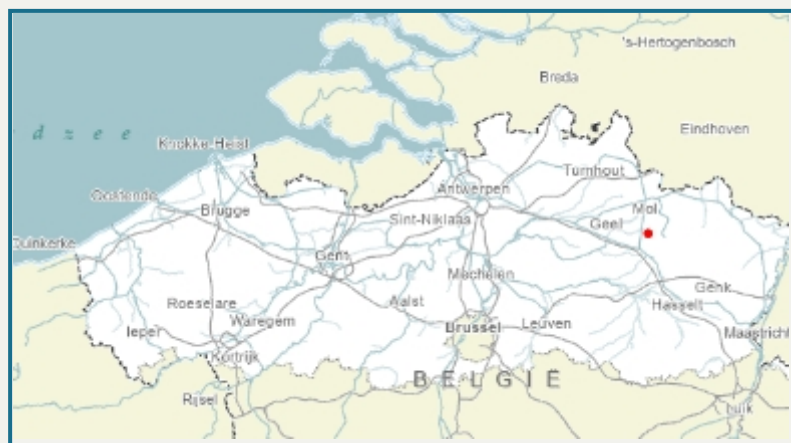 's-Hertogenbosch
Breda
d z e e
Eindhoven
Knokke-Heist
Turnhout
Antwerpen
Oostende
Mol
Brugge
Sint-Niklaas
Geel
Duinkerke
Gent
Mechelen
Genk
Roeselare
Aalst
Hasselt
Waregem
Brussel
Leuven
Ieper
Maastricht
Kortrijk
BELGIË
Rijsel
Luik